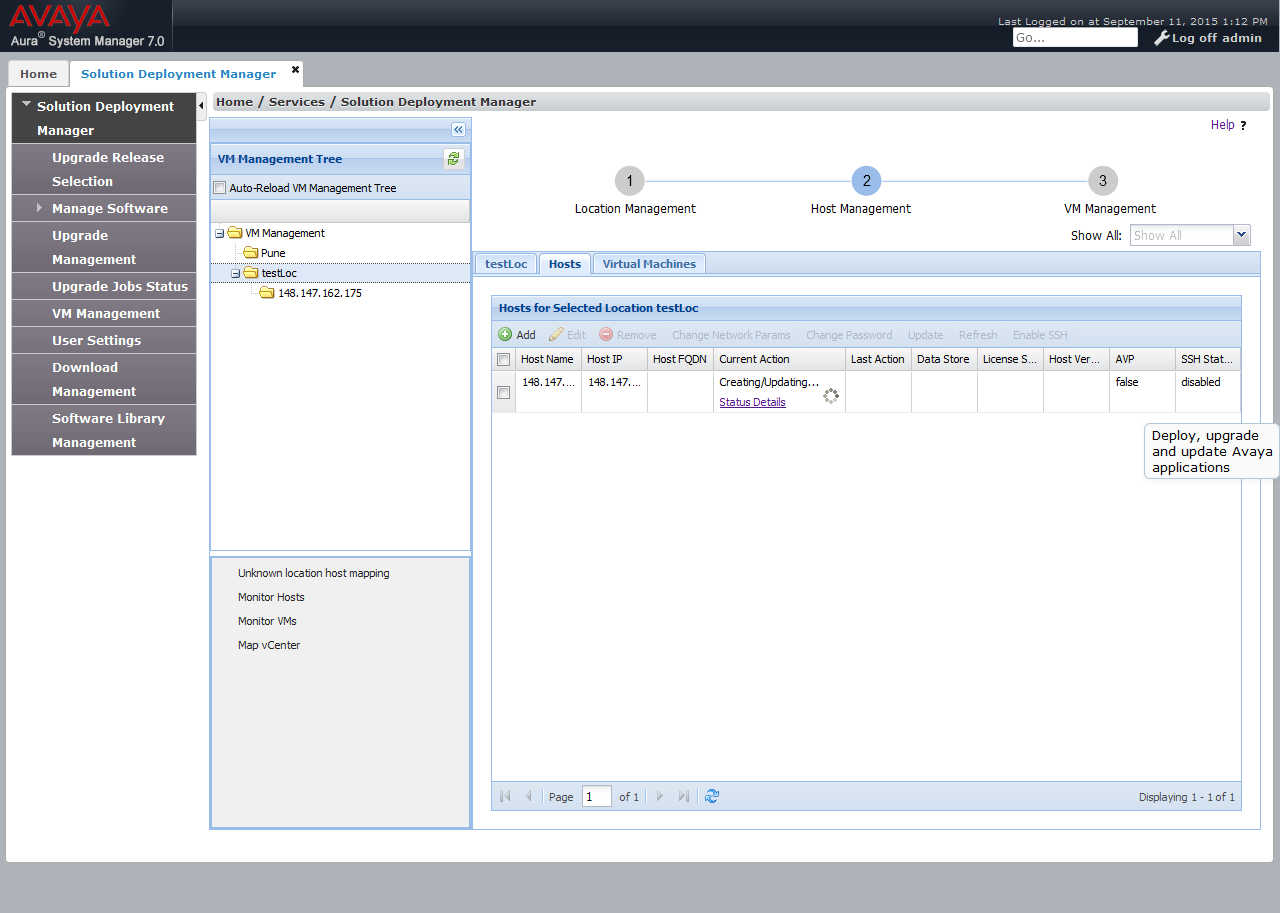 AVAYA
Aura® System Manager 7.0
Last Logged on at September 11, 2015 1:12 PM
Go...
Log off admin
Home
Solution Deployment Manager
Solution Deployment
Manager
Upgrade Release
Selection
Manage Software
Upgrade
Management
Upgrade Jobs Status
VM Management
User Settings
Download
Management
Software Library
Management
Home / Services / Solution Deployment Manager
Help ?
VM Management Tree
Auto-Reload VM Management Tree
VM Management
Pune
testLoc
148.147.162.175
Unknown location host mapping
Monitor Hosts
Monitor VMs
Map vCenter
1 2 3
Location Management Host Management VM Management
Show All: Show All
testLoc Hosts Virtual Machines
Hosts for Selected Location testLoc
Add Edit Remove Change Network Params Change Password Update Refresh Enable SSH
Host Name Host IP Host FQDN Current Action Last Action Data Store License S... Host Ver... AVP SSH Stat...
148.147.... 148.147.... Creating/Updating... false disabled
Status Details
Deploy, upgrade
and update Avaya
applications
Page 1 of 1
Displaying 1 - 1 of 1